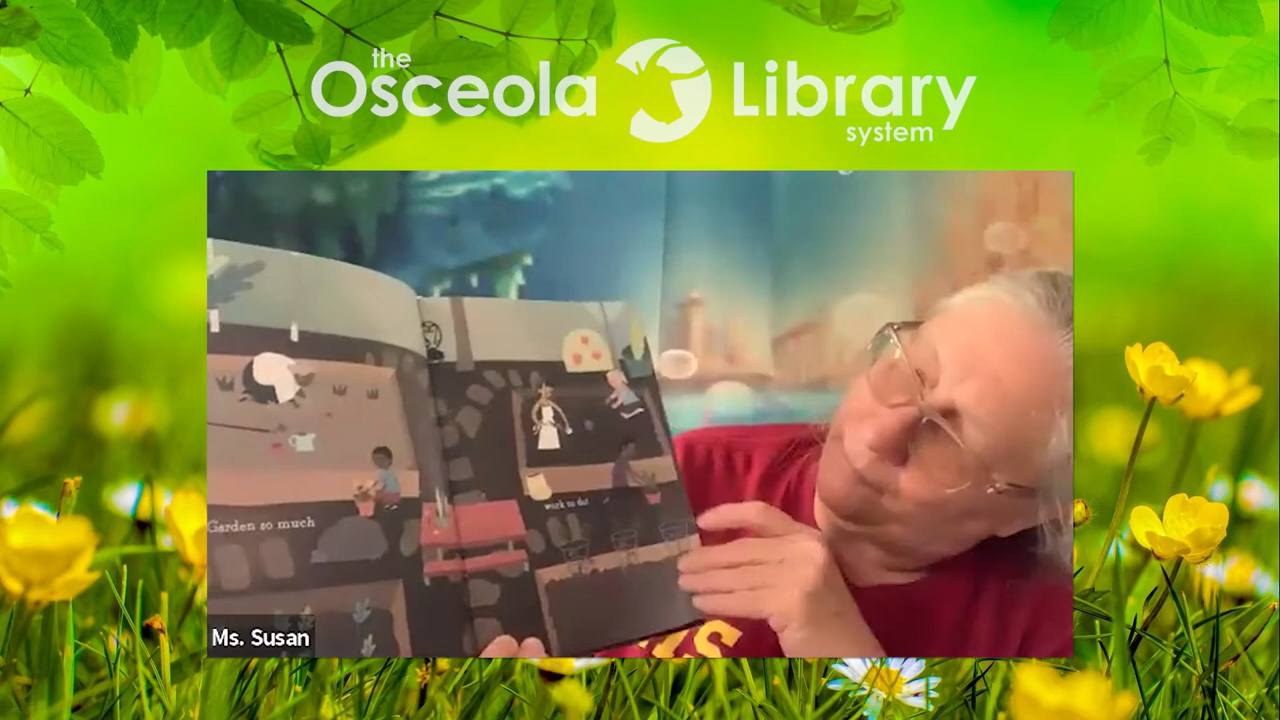 the
Osceola Library
system
Garden so much
work to do!
Ms. Susan